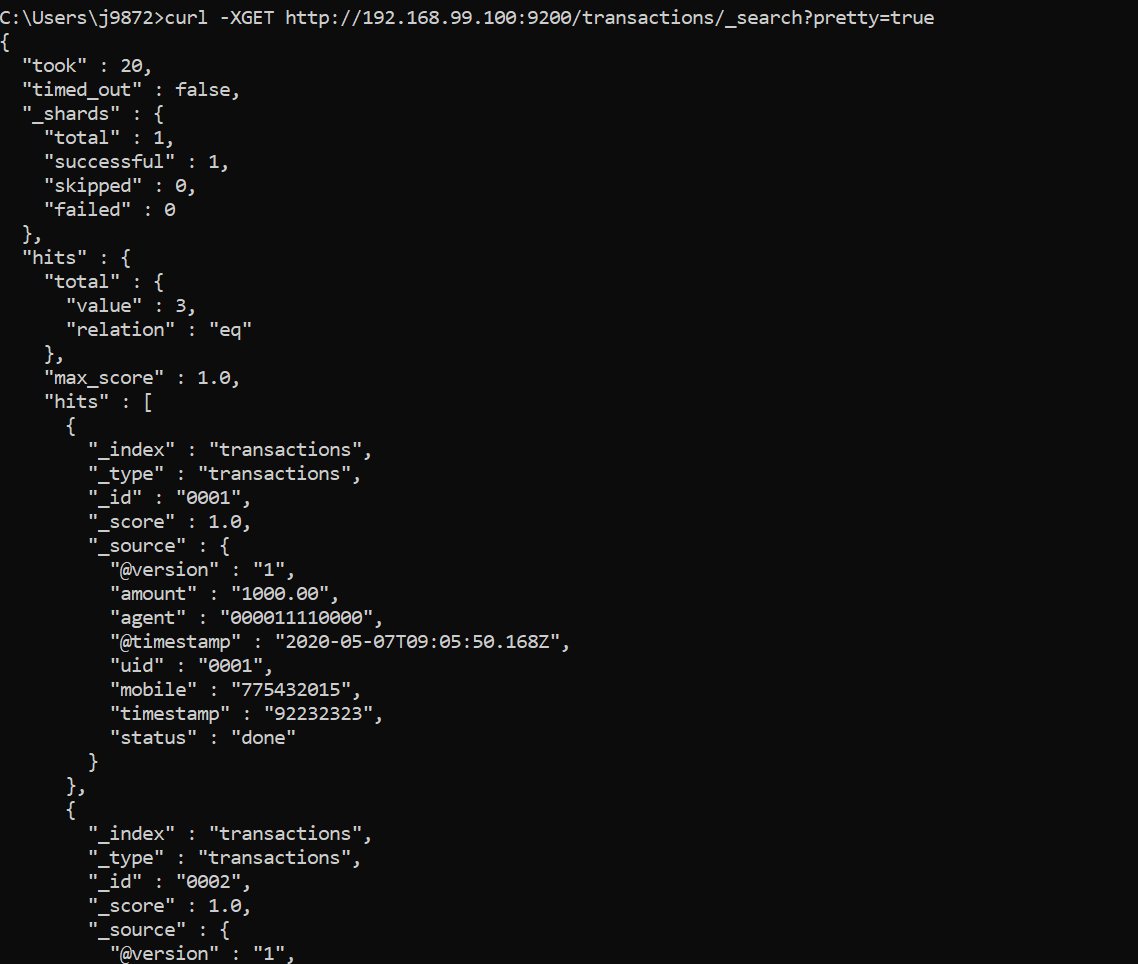 C:\Users\j9872>curl -XGET http://192.168.99.100:9200/transactions/_search?pretty=true
{
  "took" : 20,
  "timed_out" : false,
  "_shards" : {
    "total" : 1,
    "successful" : 1,
    "skipped" : 0,
    "failed" : 0
  },
  "hits" : {
    "total" : {
      "value" : 3,
      "relation" : "eq"
    },
    "max_score" : 1.0,
    "hits" : [
      {
        "_index" : "transactions",
        "_type" : "transactions",
        "_id" : "0001",
        "_score" : 1.0,
        "_source" : {
          "@version" : "1",
          "amount" : "1000.00",
          "agent" : "000011110000",
          "@timestamp" : "2020-05-07T09:05:50.168Z",
          "uid" : "0001",
          "mobile" : "775432015",
          "timestamp" : "92232323",
          "status" : "done"
        }
      },
      {
        "_index" : "transactions",
        "_type" : "transactions",
        "_id" : "0002",
        "_score" : 1.0,
        "_source" : {
          "@version" : "1",